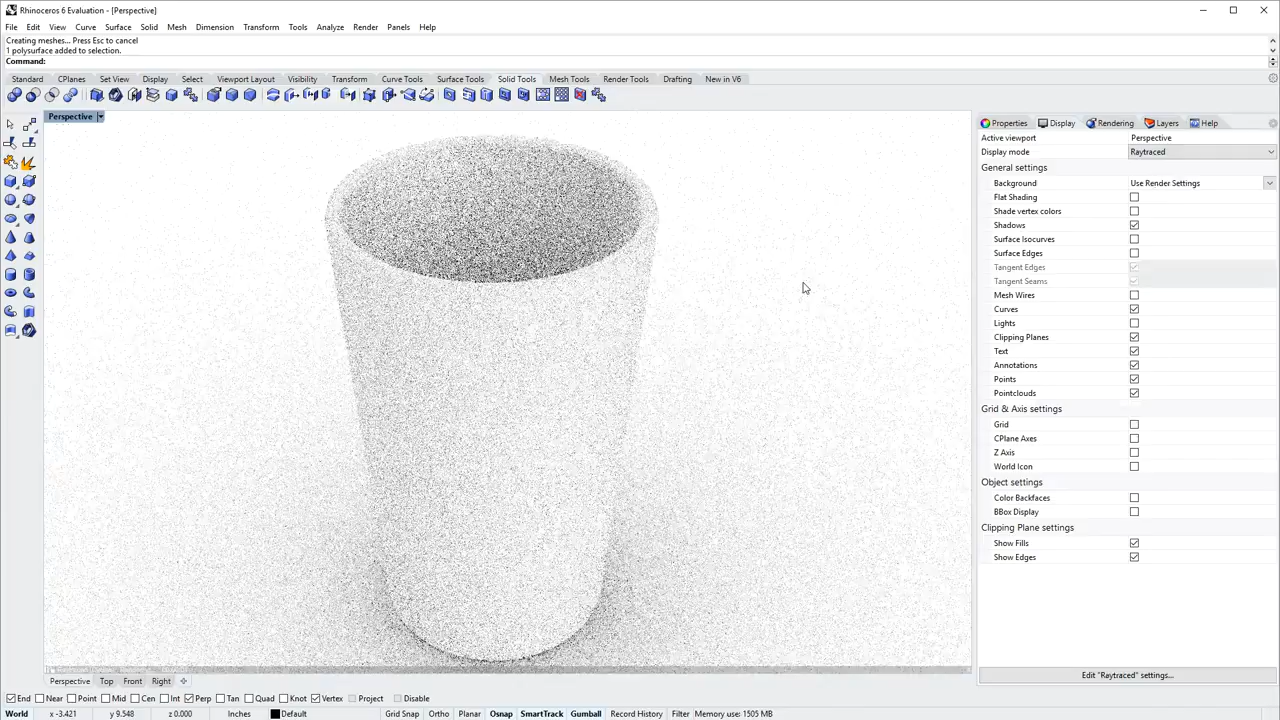 Rhinoceros 6 Evaluation - [Perspective]
File Edit View Curve Surface Solid Mesh Dimension Transform Tools Analyze Render Panels Help
Creating meshes... Press Esc to cancel
1 polysurface added to selection.
Command:
Standard CPlanes Set View Display Select Viewport Layout Visibility Transform Curve Tools Surface Tools Solid Tools Mesh Tools Render Tools Drafting New in V6
Perspective
Properties Display Rendering Layers Help
Active viewport Perspective
Display mode Raytraced
General settings
Background Use Render Settings
Flat Shading
Shade vertex colors
Shadows
Surface Isocurves
Surface Edges
Tangent Edges
Tangent Seams
Mesh Wires
Curves
Lights
Clipping Planes
Text
Annotations
Points
Pointclouds
Grid & Axis settings
Grid
CPlane Axes
Z Axis
World Icon
Object settings
Color Backfaces
BBox Display
Clipping Plane settings
Show Fills
Show Edges
Edit "Raytraced" settings...
Perspective Top Front Right
End Near Point Mid Cen Int Perp Tan Quad Knot Vertex Project Disable
World x -3.421 y 9.548 z 0.000 Inches Default Grid Snap Ortho Planar Osnap SmartTrack Gumball Record History Filter Memory use: 1505 MB